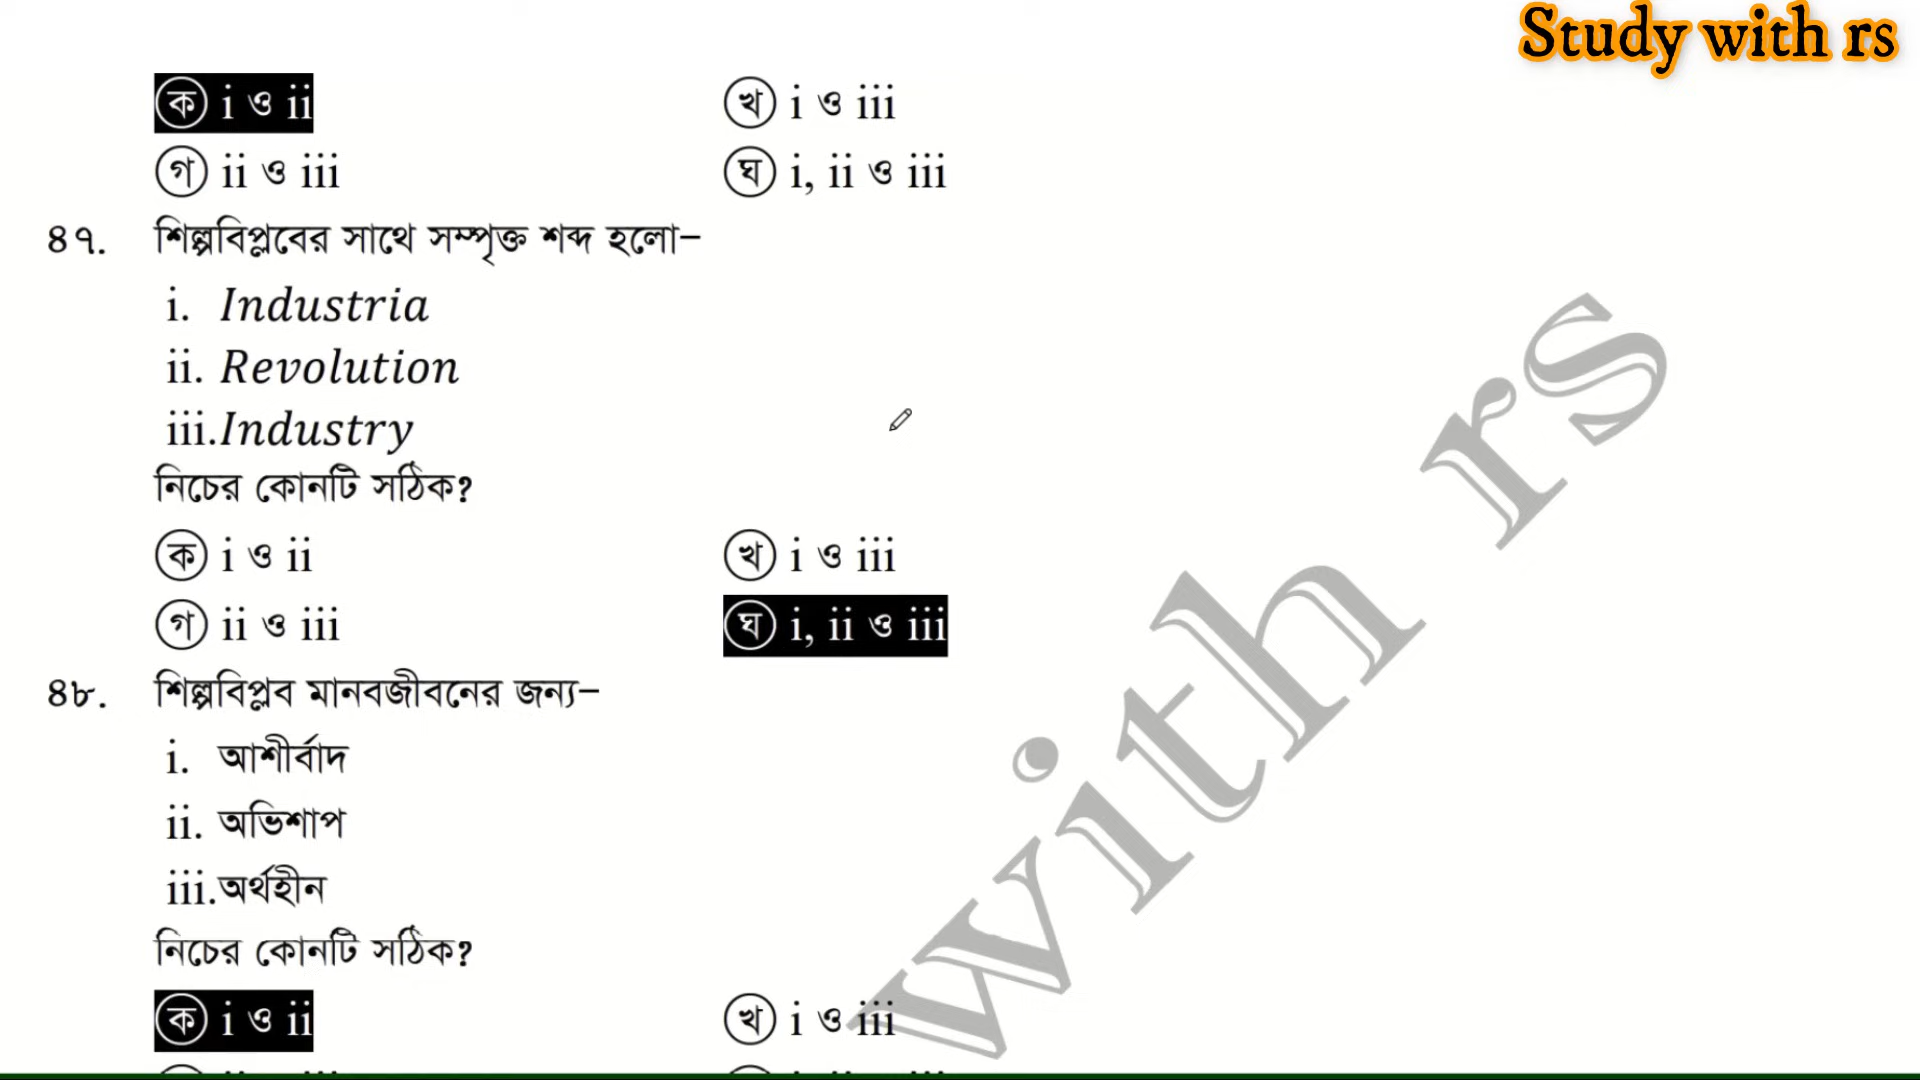 Study with rs
ক i ও ii খ i ও iii
গ ii ও iii ঘ i, ii ও iii
৪৭. শিল্পবিপ্লবের সাথে সম্পৃক্ত শব্দ হলো–
i. Industria
ii. Revolution
iii.Industry
নিচের কোনটি সঠিক?
ক i ও ii খ i ও iii
গ ii ও iii ঘ i, ii ও iii
৪৮. শিল্পবিপ্লব মানবজীবনের জন্য–
i. আশীর্বাদ
ii. অভিশাপ
iii.অর্থহীন
নিচের কোনটি সঠিক?
ক i ও ii খ i ও iii
with rs